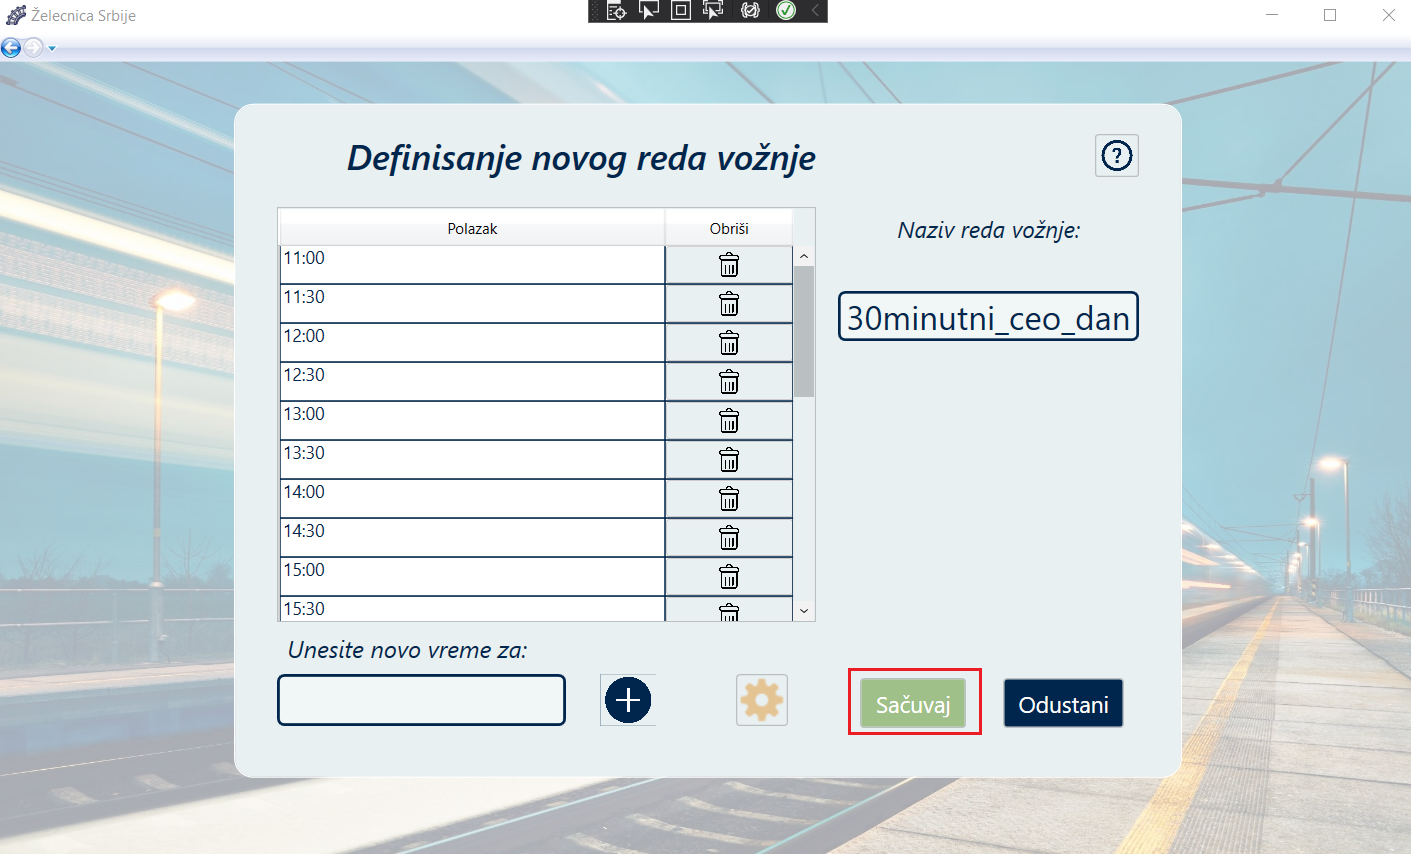 Želecnica Srbije
Definisanje novog reda vožnje
?
Polazak Obriši
Naziv reda vožnje:
11:00
11:30
30minutni_ceo_dan
12:00
12:30
13:00
13:30
14:00
14:30
15:00
15:30
Unesite novo vreme za:
Sačuvaj Odustani